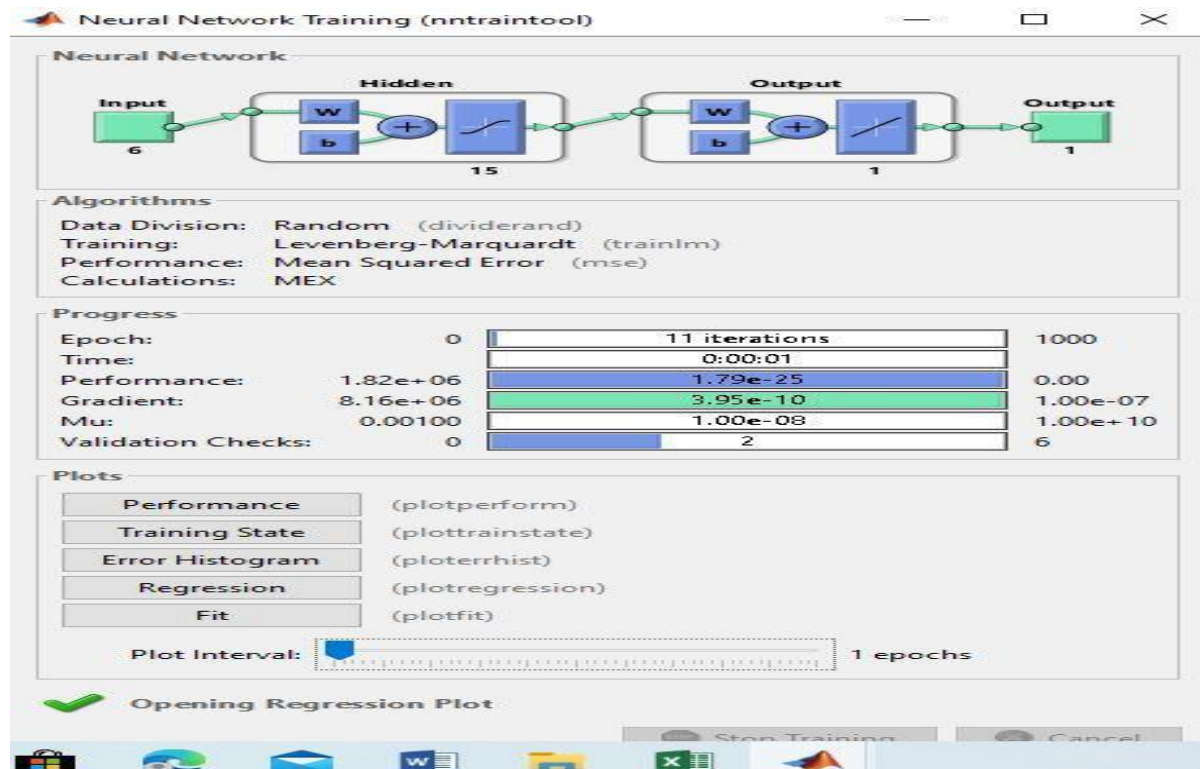 Neural Network Training (nntraintool)
Neural Network
Hidden Output
Input Output
W W
b b
6 15 1 1
Algorithms
Data Division: Random (dividerand)
Training: Levenberg-Marquardt (trainlm)
Performance: Mean Squared Error (mse)
Calculations: MEX
Progress
Epoch: 0 11 iterations 1000
Time: 0:00:01
Performance: 1.82e+06 1.79e-25 0.00
Gradient: 8.16e+06 3.95e-10 1.00e-07
Mu: 0.00100 1.00e-08 1.00e+10
Validation Checks: 0 2 6
Plots
Performance (plotperform)
Training State (plottrainstate)
Error Histogram (ploterrhist)
Regression (plotregression)
Fit (plotfit)
Plot Interval: 1 epochs
Opening Regression Plot
Stop Training Cancel